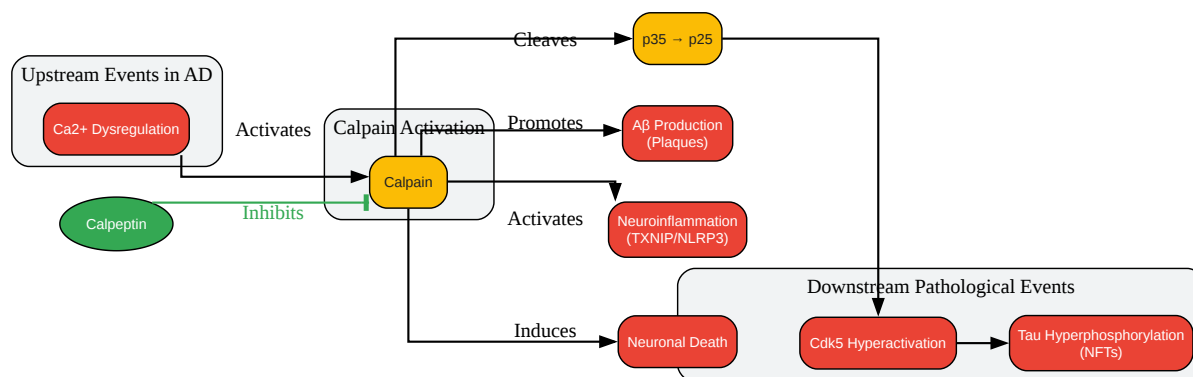 Cleaves
p35 → p25
Upstream Events in AD
Ca2+ Dysregulation
Activates
Calpain Activation
Promotes
Aβ Production
(Plaques)
Calpain
Calpeptin
Inhibits
Activates
Neuroinflammation
(TXNIP/NLRP3)
Downstream Pathological Events
Induces
Neuronal Death
Cdk5 Hyperactivation
Tau Hyperphosphorylation
(NFTs)